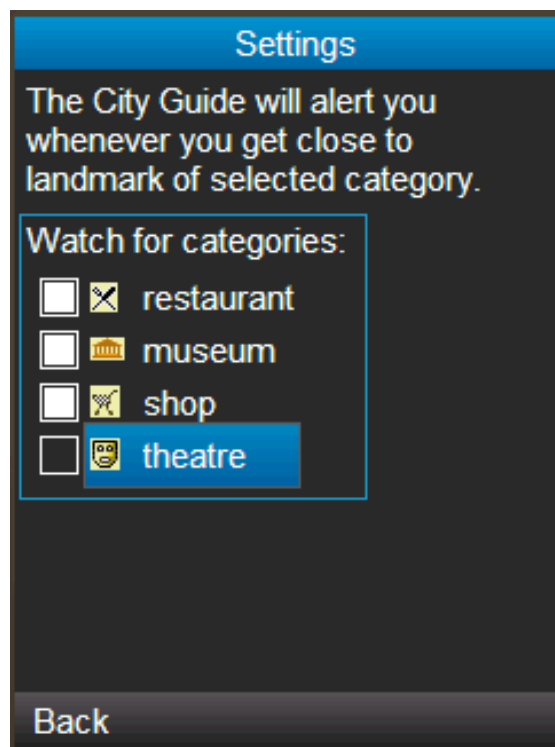 Settings
The City Guide will alert you
whenever you get close to
landmark of selected category.
Watch for categories:
restaurant
museum
shop
theatre
Back